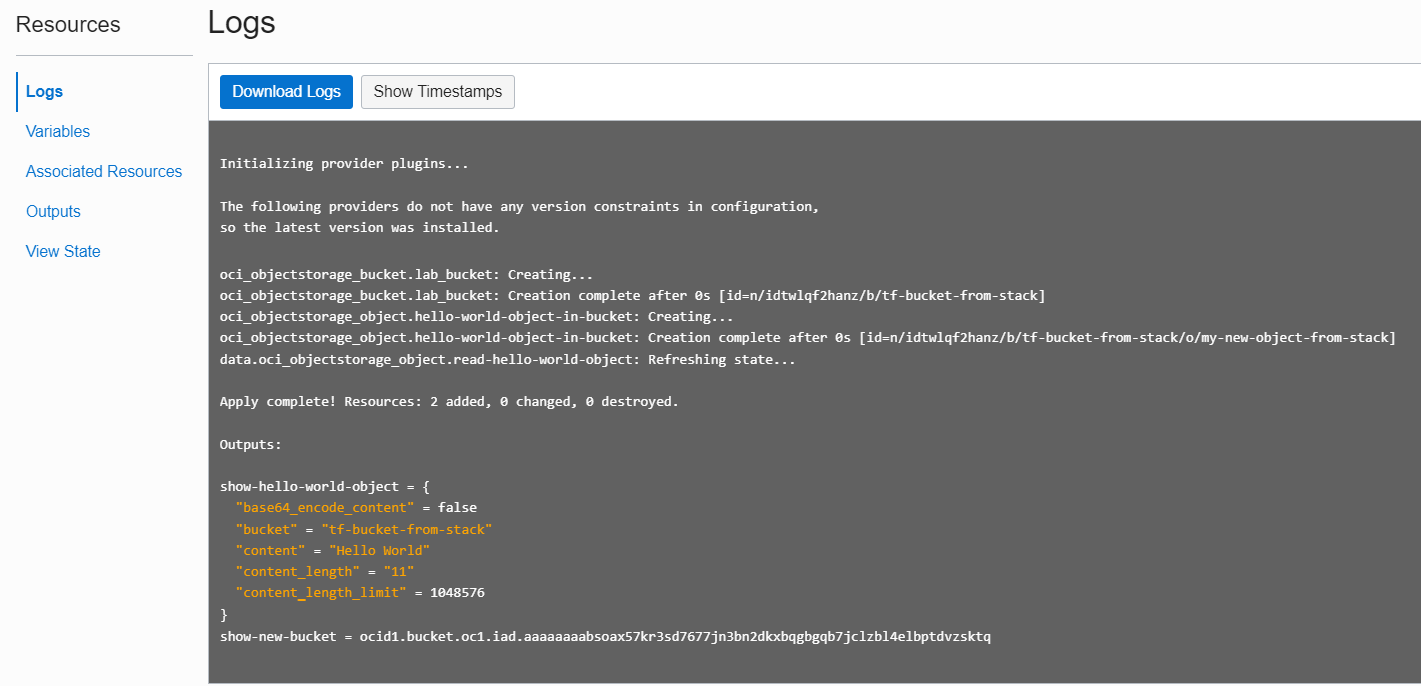 Resources
Logs
Variables
Associated Resources
Outputs
View State
Logs
Download Logs
Show Timestamps
Initializing provider plugins...
The following providers do not have any version constraints in configuration,
so the latest version was installed.
oci_objectstorage_bucket.lab_bucket: Creating...
oci_objectstorage_bucket.lab_bucket: Creation complete after 0s [id=n/idtwlqf2hanz/b/tf-bucket-from-stack]
oci_objectstorage_object.hello-world-object-in-bucket: Creating...
oci_objectstorage_object.hello-world-object-in-bucket: Creation complete after 0s [id=n/idtwlqf2hanz/b/tf-bucket-from-stack/o/my-new-object-from-stack]
data.oci_objectstorage_object.read-hello-world-object: Refreshing state...
Apply complete! Resources: 2 added, 0 changed, 0 destroyed.
Outputs:
show-hello-world-object = {
"base64_encode_content" = false
"bucket" = "tf-bucket-from-stack"
"content" = "Hello World"
"content_length" = "11"
"content_length_limit" = 1048576
}
show-new-bucket = ocid1.bucket.oc1.iad.aaaaaaaabsoax57kr3sd7677jn3bn2dkxbqgbgqb7jclzbl4elbptdvzsktq